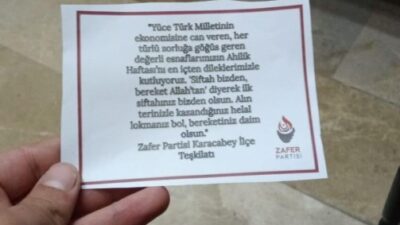 "Yüce Türk Milletinin
ekonomisine can veren, her
türlü zorluğa göğüs geren
değerli esnaflarımızın Ahilik
Haftası'nı en içten dileklerimizle
kutluyoruz. 'Siftah bizden,
bereket Allah'tan' diyerek ilk
siftahınız bizden olsun. Alın
terinizle kazandığınız helal
lokmanız bol, bereketiniz daim
olsun."
Zafer Partisi Karacabey İlçe
Teşkilatı
ZAFER
PARTİSİ